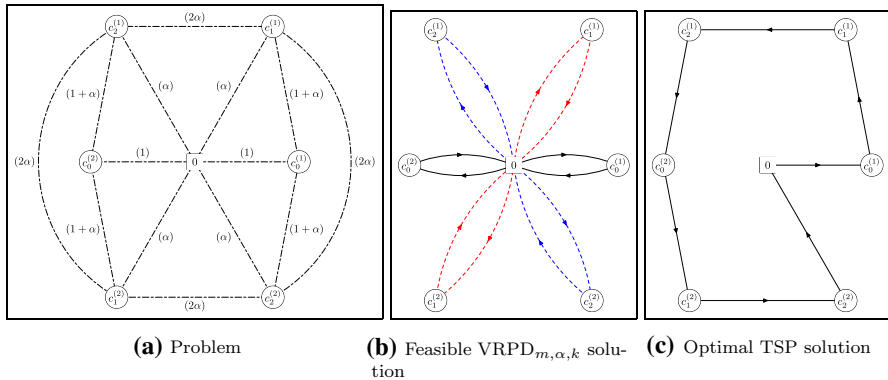 (2α)
c_2^{(1)} c_1^{(1)}
(α) (α)
(1 + α) (1 + α)
(2α) c_0^{(2)} (1) 0 (1) c_0^{(1)} (2α)
(1 + α) (α) (α) (1 + α)
c_1^{(2)} c_2^{(2)}
(2α)
(a) Problem
c_2^{(1)} c_1^{(1)}
c_0^{(2)} 0 c_0^{(1)}
c_1^{(2)} c_2^{(2)}
(b) Feasible VRPD_{m,α,k} solu-
tion
c_2^{(1)} c_1^{(1)}
c_0^{(2)} 0 c_0^{(1)}
c_1^{(2)} c_2^{(2)}
(c) Optimal TSP solution